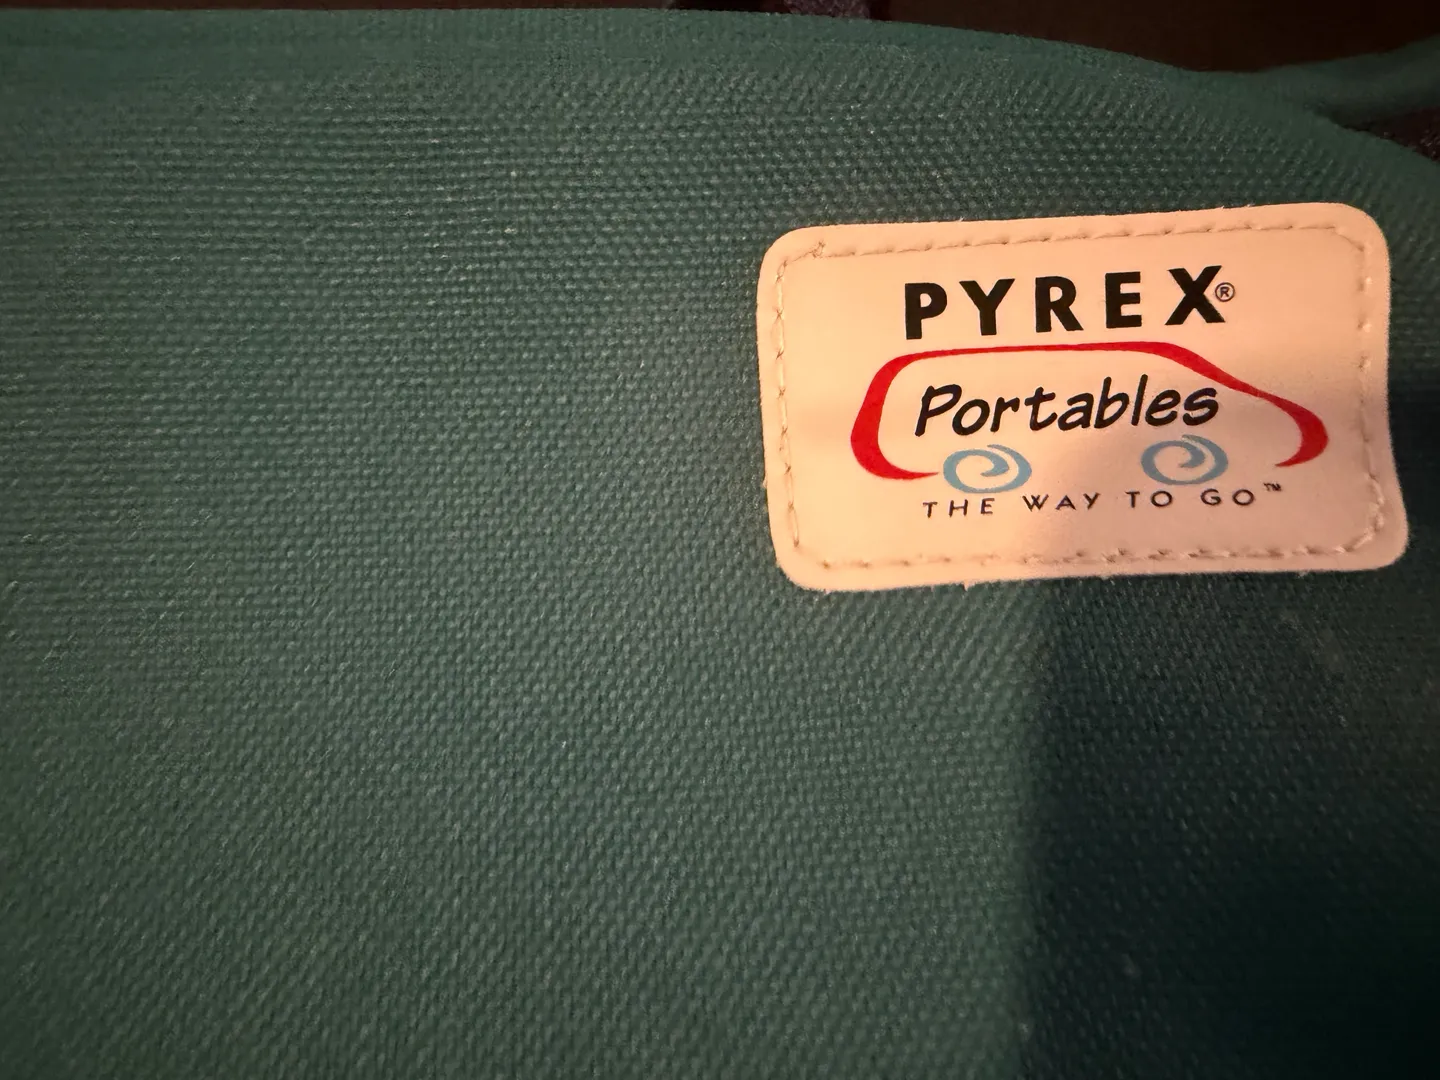 PYREX®
Portables
THE WAY TO GO™